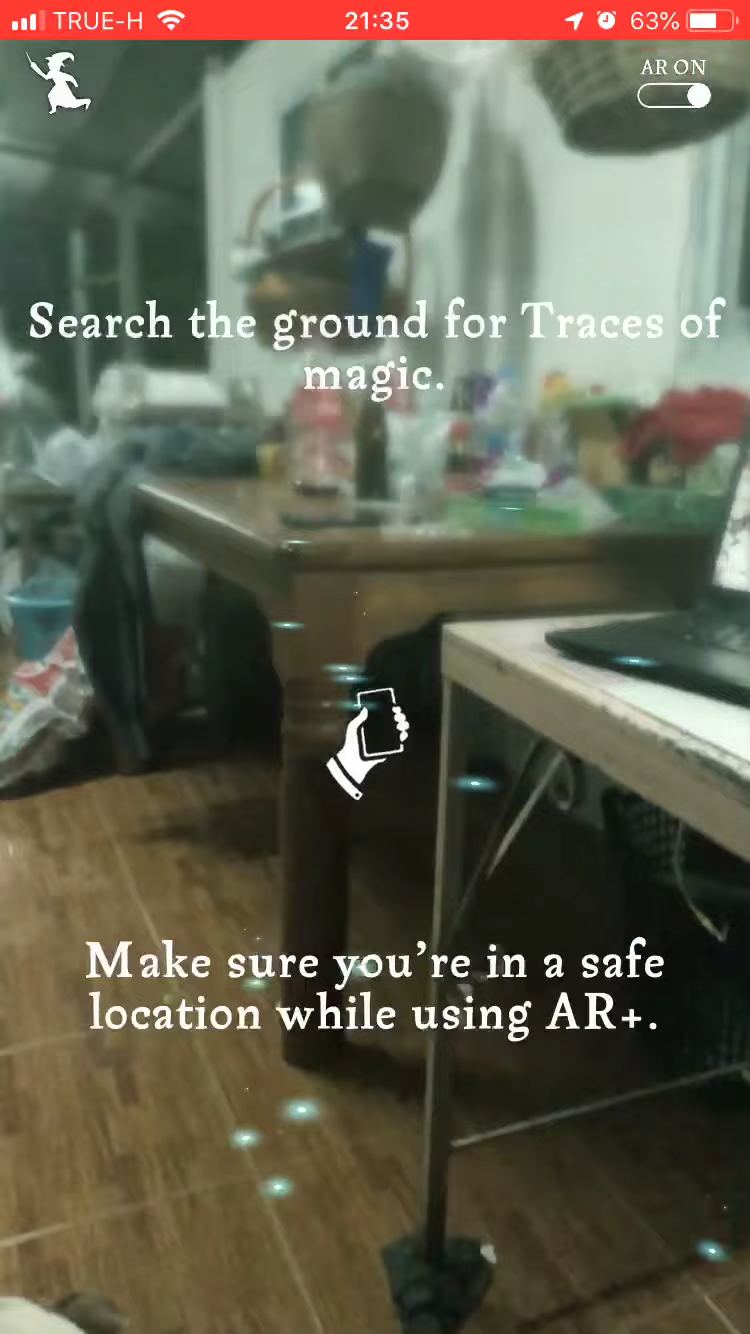 TRUE-H 21:35 63%
AR ON
Search the ground for Traces of
magic.
Make sure you're in a safe
location while using AR+.